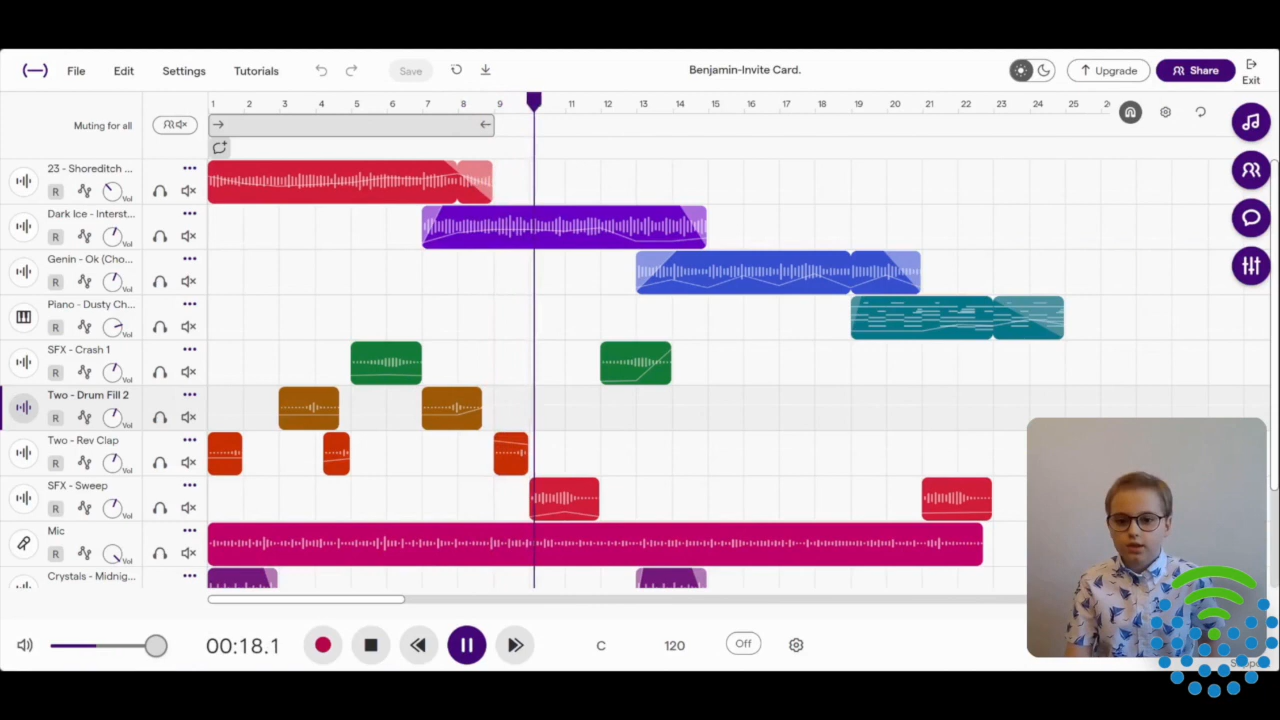 File Edit Settings Tutorials Save Benjamin-Invite Card. Upgrade Share Exit
1 2 3 4 5 6 7 8 9 11 12 13 14 15 16 17 18 19 20 21 22 23 24 25
Muting for all
23 - Shoreditch ...
R Vol
Dark Ice - Interst...
R Vol
Genin - Ok (Cho...
R Vol
Piano - Dusty Ch...
R Vol
SFX - Crash 1
R Vol
Two - Drum Fill 2
R Vol
Two - Rev Clap
R Vol
SFX - Sweep
R Vol
Mic
R Vol
Crystals - Midnig...
00:18.1 C 120 Off